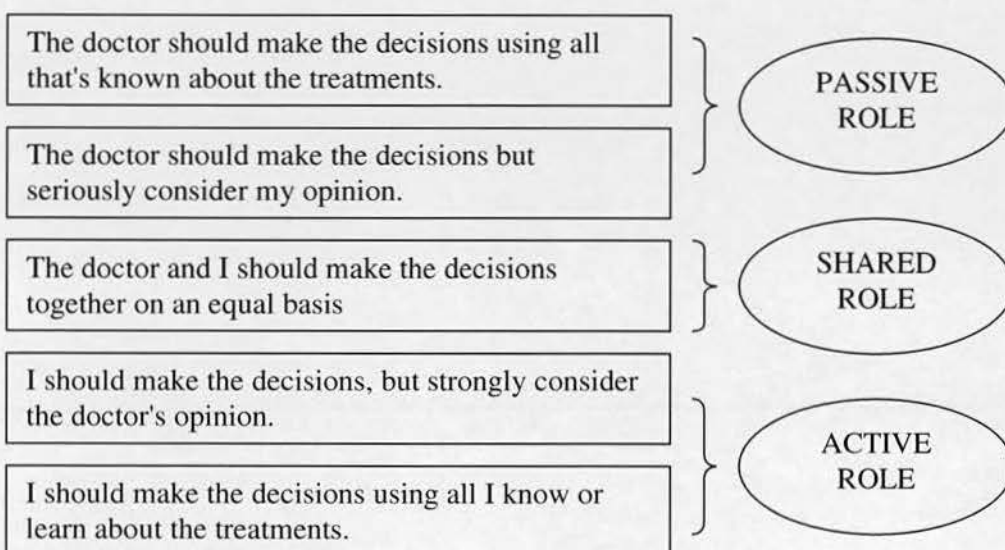 The doctor should make the decisions using all
that's known about the treatments.
The doctor should make the decisions but
seriously consider my opinion.
PASSIVE
ROLE
The doctor and I should make the decisions
together on an equal basis
SHARED
ROLE
I should make the decisions, but strongly consider
the doctor's opinion.
I should make the decisions using all I know or
learn about the treatments.
ACTIVE
ROLE